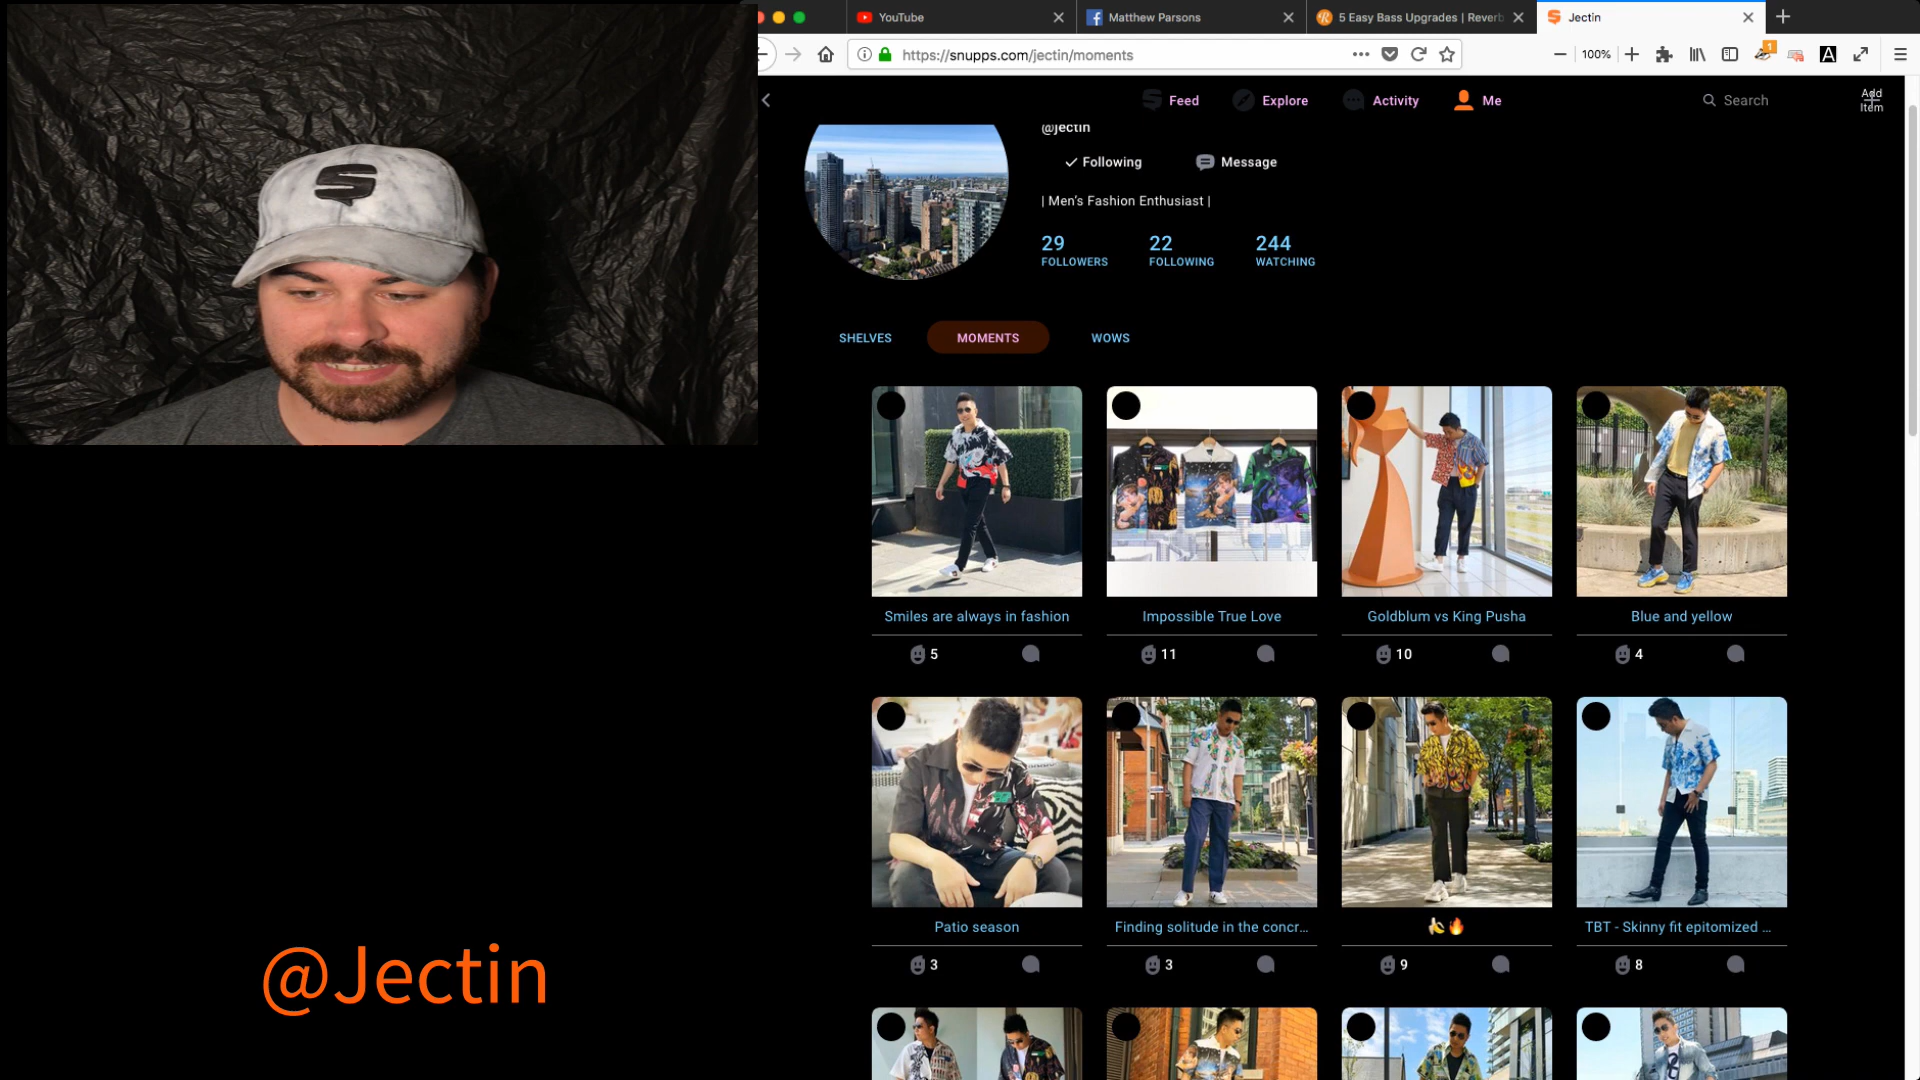 S
YouTube
Matthew Parsons
5 Easy Bass Upgrades | Reverb
Jectin
https://snupps.com/jectin/moments
100%
1
A
Feed
Explore
Activity
Me
Search
Add
Item
@jectin
Following
Message
| Men's Fashion Enthusiast |
29
FOLLOWERS
22
FOLLOWING
244
WATCHING
SHELVES
MOMENTS
WOWS
Smiles are always in fashion
Impossible True Love
Goldblum vs King Pusha
Blue and yellow
5
11
10
4
Patio season
Finding solitude in the concr...
🍌🔥
TBT - Skinny fit epitomized ...
3
3
9
8
@Jectin